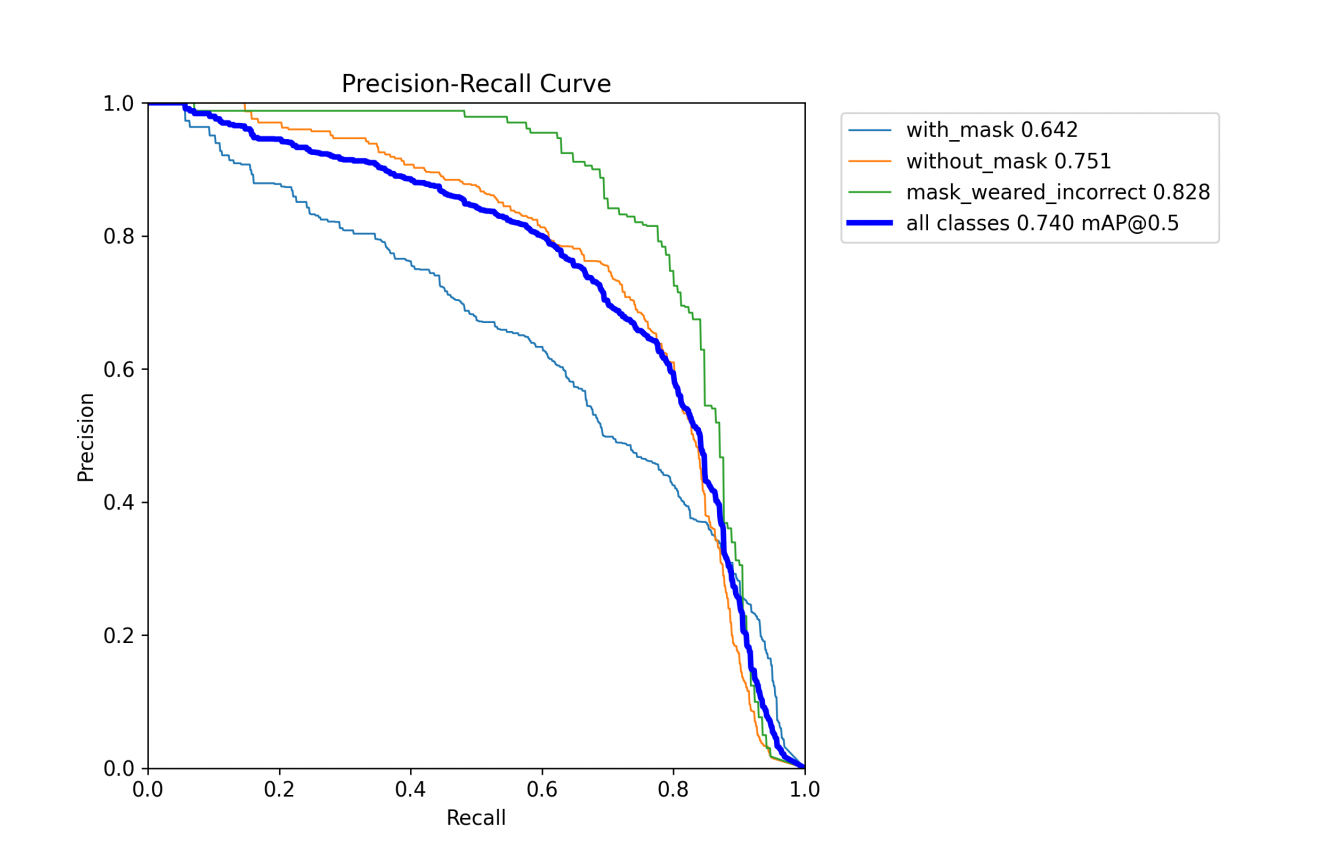 Precision-Recall Curve
1.0
0.8
0.6
0.4
0.2
0.0
Precision
0.0 0.2 0.4 0.6 0.8 1.0
Recall
with_mask 0.642
without_mask 0.751
mask_weared_incorrect 0.828
all classes 0.740 mAP@0.5